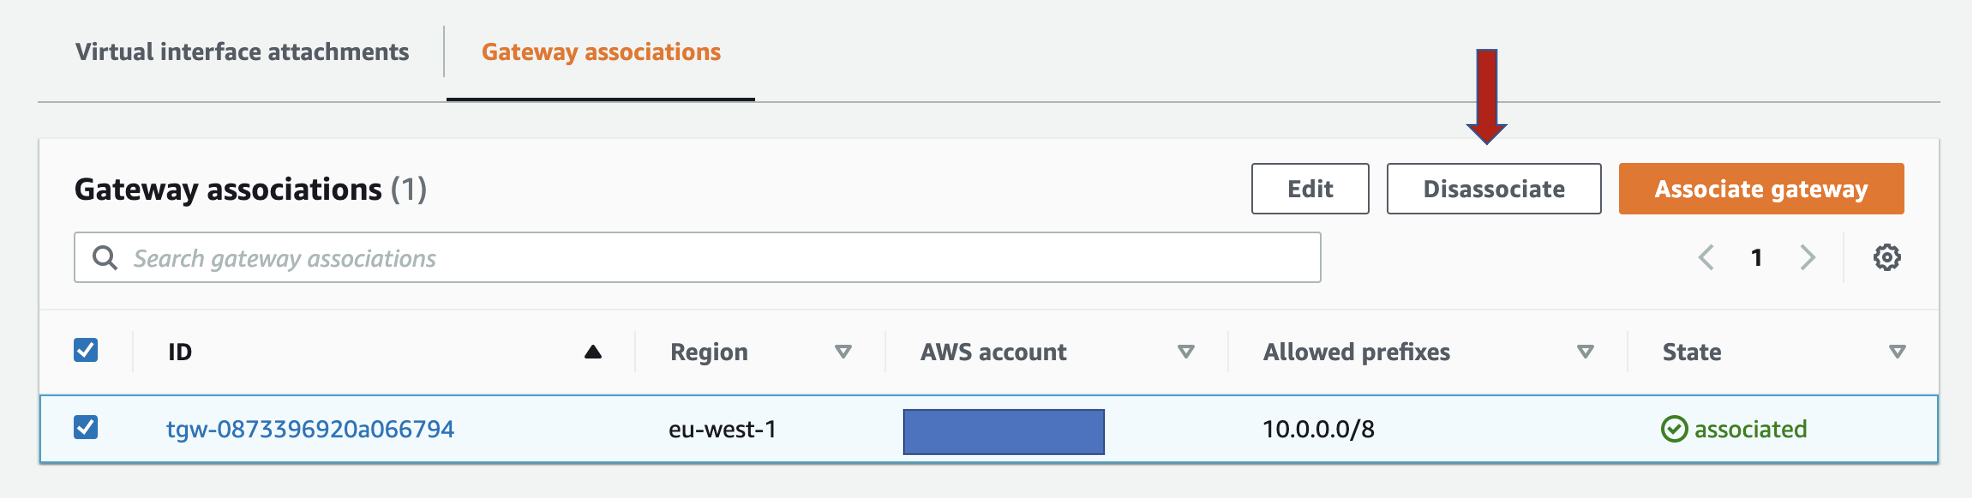 Virtual interface attachments
Gateway associations
Gateway associations (1)
Edit
Disassociate
Associate gateway
Search gateway associations
1
ID
Region
AWS account
Allowed prefixes
State
tgw-0873396920a066794
eu-west-1
10.0.0.0/8
associated